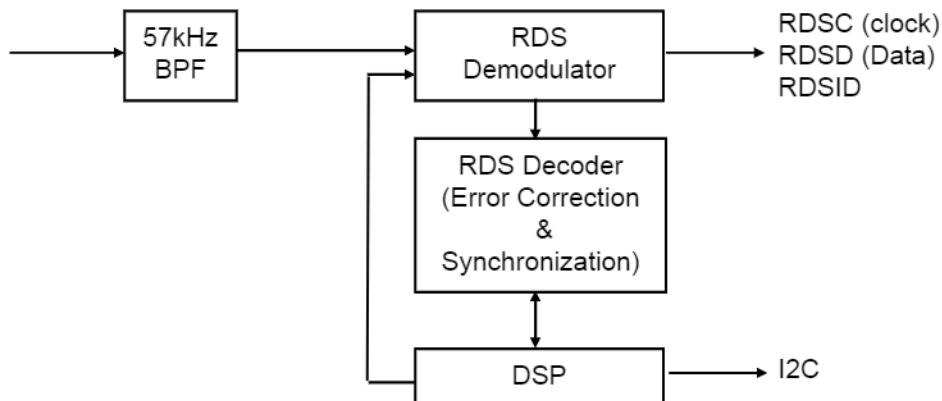 57kHz
BPF
RDS
Demodulator
RDSC (clock)
RDSD (Data)
RDSID
RDS Decoder
(Error Correction
&
Synchronization)
DSP
I2C